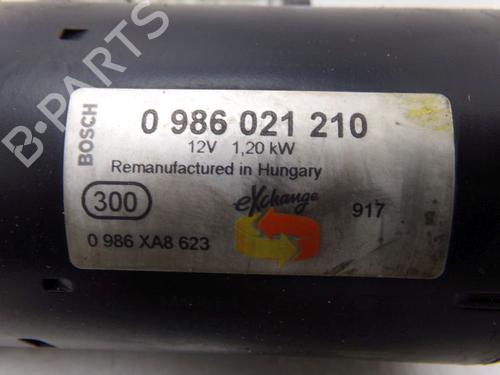 B-PARTS
BOSCH
0 986 021 210
12V 1,20 kW
Remanufactured in Hungary
300
eXchange
917
0 986 XA8 623